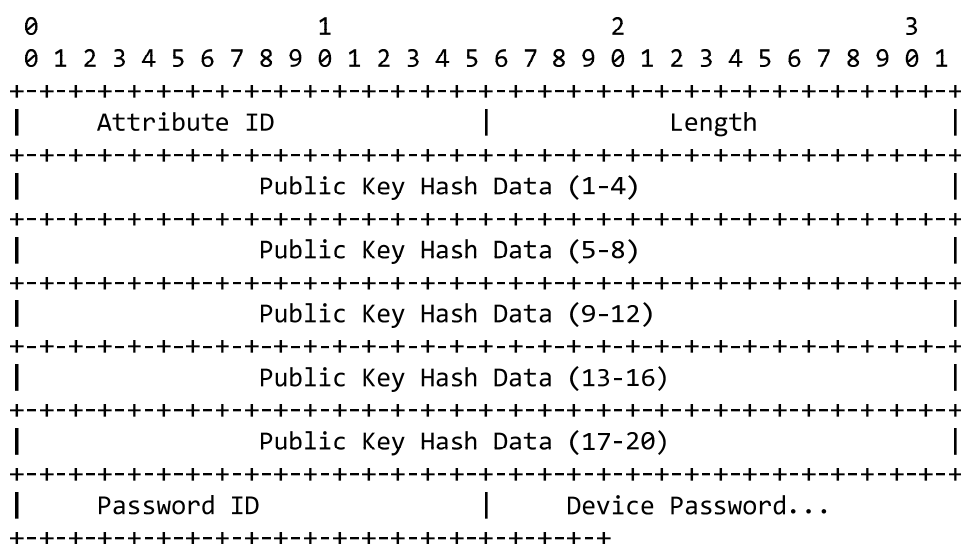 0                   1                   2                   3
 0 1 2 3 4 5 6 7 8 9 0 1 2 3 4 5 6 7 8 9 0 1 2 3 4 5 6 7 8 9 0 1
+-+-+-+-+-+-+-+-+-+-+-+-+-+-+-+-+-+-+-+-+-+-+-+-+-+-+-+-+-+-+-+-+
|     Attribute ID              |            Length             |
+-+-+-+-+-+-+-+-+-+-+-+-+-+-+-+-+-+-+-+-+-+-+-+-+-+-+-+-+-+-+-+-+
|                Public Key Hash Data (1-4)                     |
+-+-+-+-+-+-+-+-+-+-+-+-+-+-+-+-+-+-+-+-+-+-+-+-+-+-+-+-+-+-+-+-+
|                Public Key Hash Data (5-8)                     |
+-+-+-+-+-+-+-+-+-+-+-+-+-+-+-+-+-+-+-+-+-+-+-+-+-+-+-+-+-+-+-+-+
|                Public Key Hash Data (9-12)                    |
+-+-+-+-+-+-+-+-+-+-+-+-+-+-+-+-+-+-+-+-+-+-+-+-+-+-+-+-+-+-+-+-+
|                Public Key Hash Data (13-16)                   |
+-+-+-+-+-+-+-+-+-+-+-+-+-+-+-+-+-+-+-+-+-+-+-+-+-+-+-+-+-+-+-+-+
|                Public Key Hash Data (17-20)                   |
+-+-+-+-+-+-+-+-+-+-+-+-+-+-+-+-+-+-+-+-+-+-+-+-+-+-+-+-+-+-+-+-+
|     Password ID               |     Device Password...
+-+-+-+-+-+-+-+-+-+-+-+-+-+-+-+-+-+-+-+-+